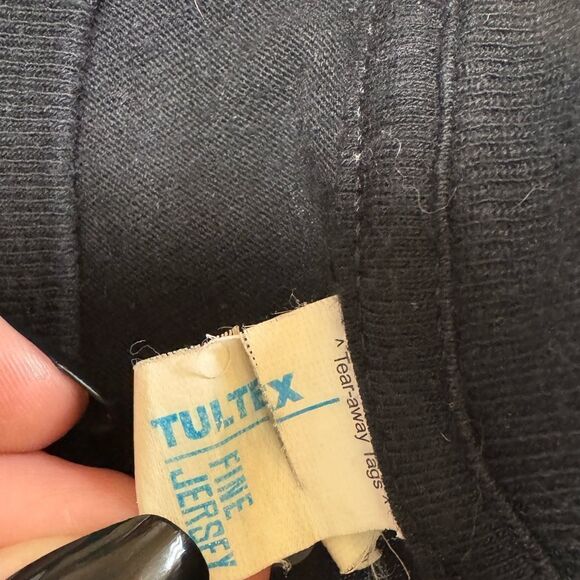 TULTEX
FINE
JERSEY
^ Tear-away Tags ^